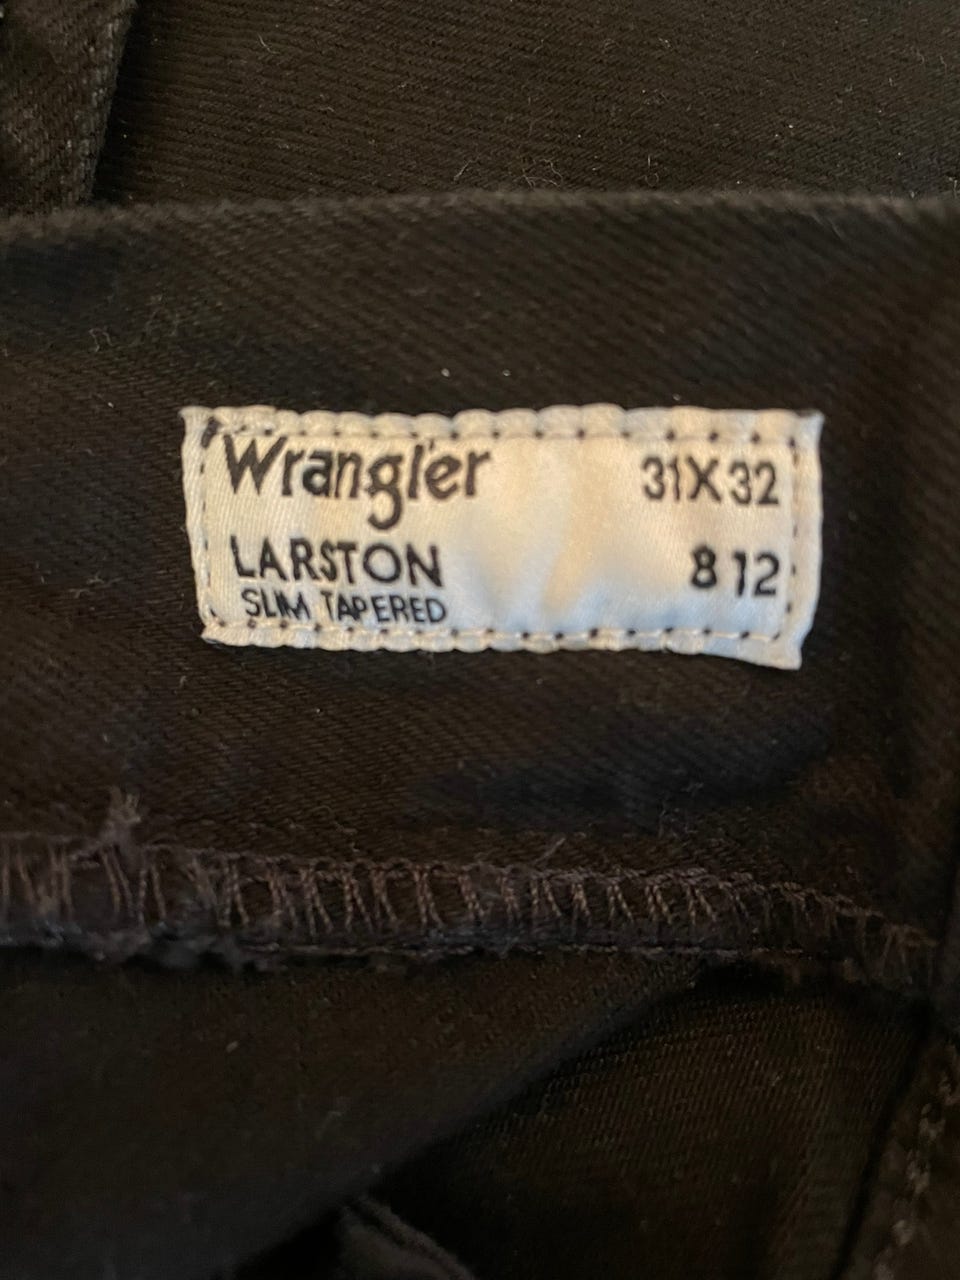 Wrangler 31X32
LARSTON 812
SLIM TAPERED